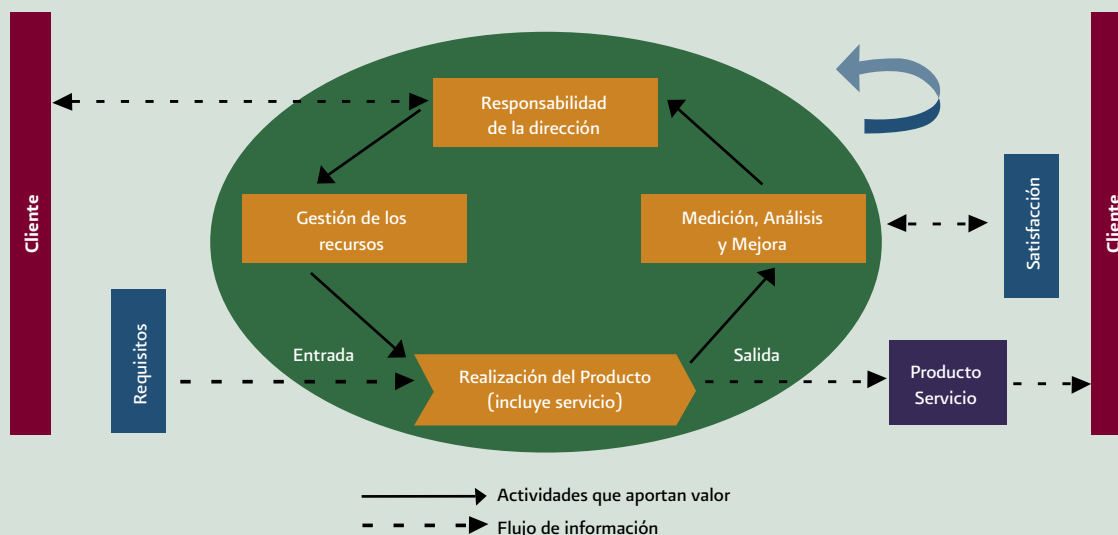 Cliente
Responsabilidad
de la dirección
Gestión de los
recursos
Medición, Análisis
y Mejora
Satisfacción
Cliente
Requisitos
Entrada
Realización del Producto
(incluye servicio)
Salida
Producto
Servicio
Actividades que aportan valor
Flujo de información